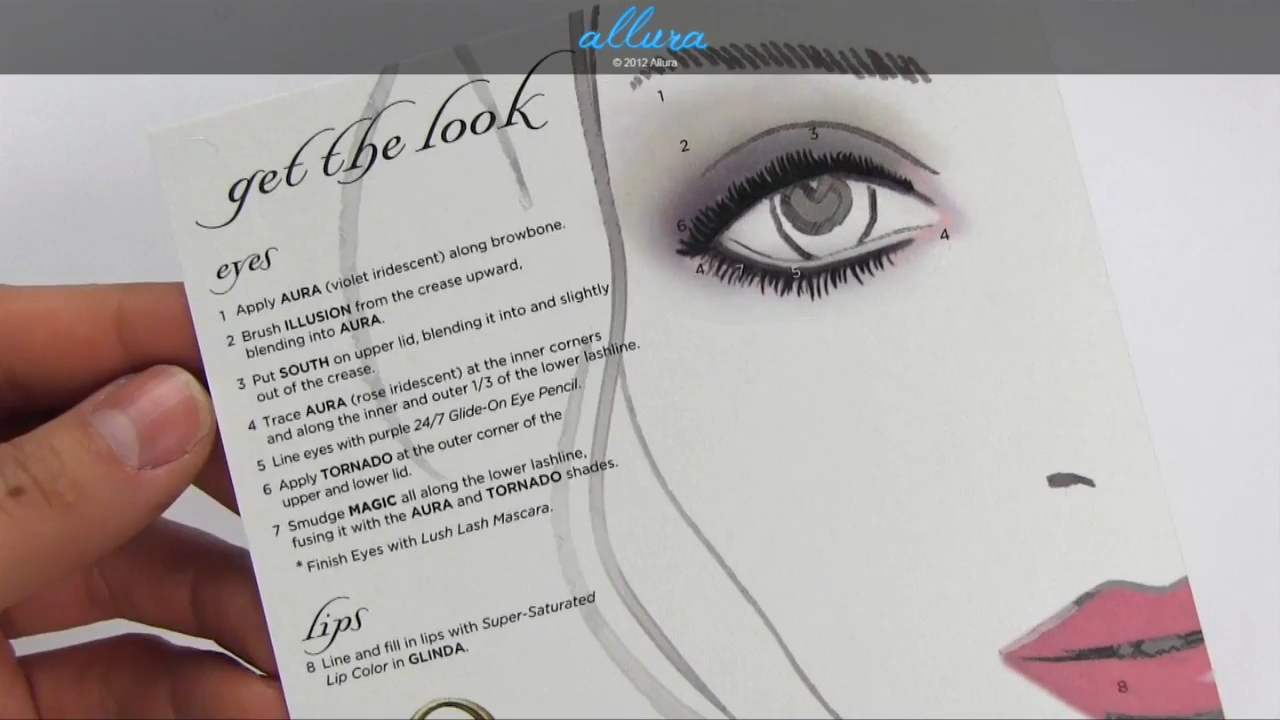 allura
© 2012 Allura
get the look
eyes
1 Apply AURA (violet iridescent) along browbone.
2 Brush ILLUSION from the crease upward,
blending into AURA.
3 Put SOUTH on upper lid, blending it into and slightly
out of the crease.
4 Trace AURA (rose iridescent) at the inner corners
and along the inner and outer 1/3 of the lower lashline.
5 Line eyes with purple 24/7 Glide-On Eye Pencil.
6 Apply TORNADO at the outer corner of the
upper and lower lid.
7 Smudge MAGIC all along the lower lashline,
fusing it with the AURA and TORNADO shades.
* Finish Eyes with Lush Lash Mascara.
lips
8 Line and fill in lips with Super-Saturated
Lip Color in GLINDA.
1
2
3
6
4
4
7
5
8